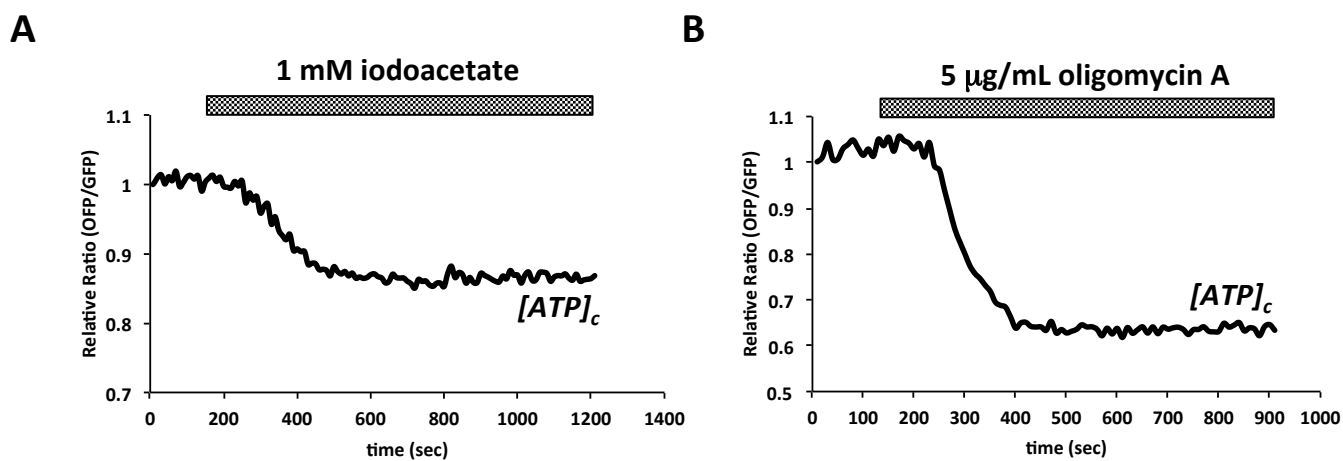 A
1 mM iodoacetate
Relative Ratio (OFP/GFP)
1.1
1
0.9
0.8
0.7
[ATP]c
0 200 400 600 800 1000 1200 1400
time (sec)
B
5 μg/mL oligomycin A
Relative Ratio (OFP/GFP)
1.1
1
0.9
0.8
0.7
0.6
0.5
[ATP]c
0 100 200 300 400 500 600 700 800 900 1000
time (sec)